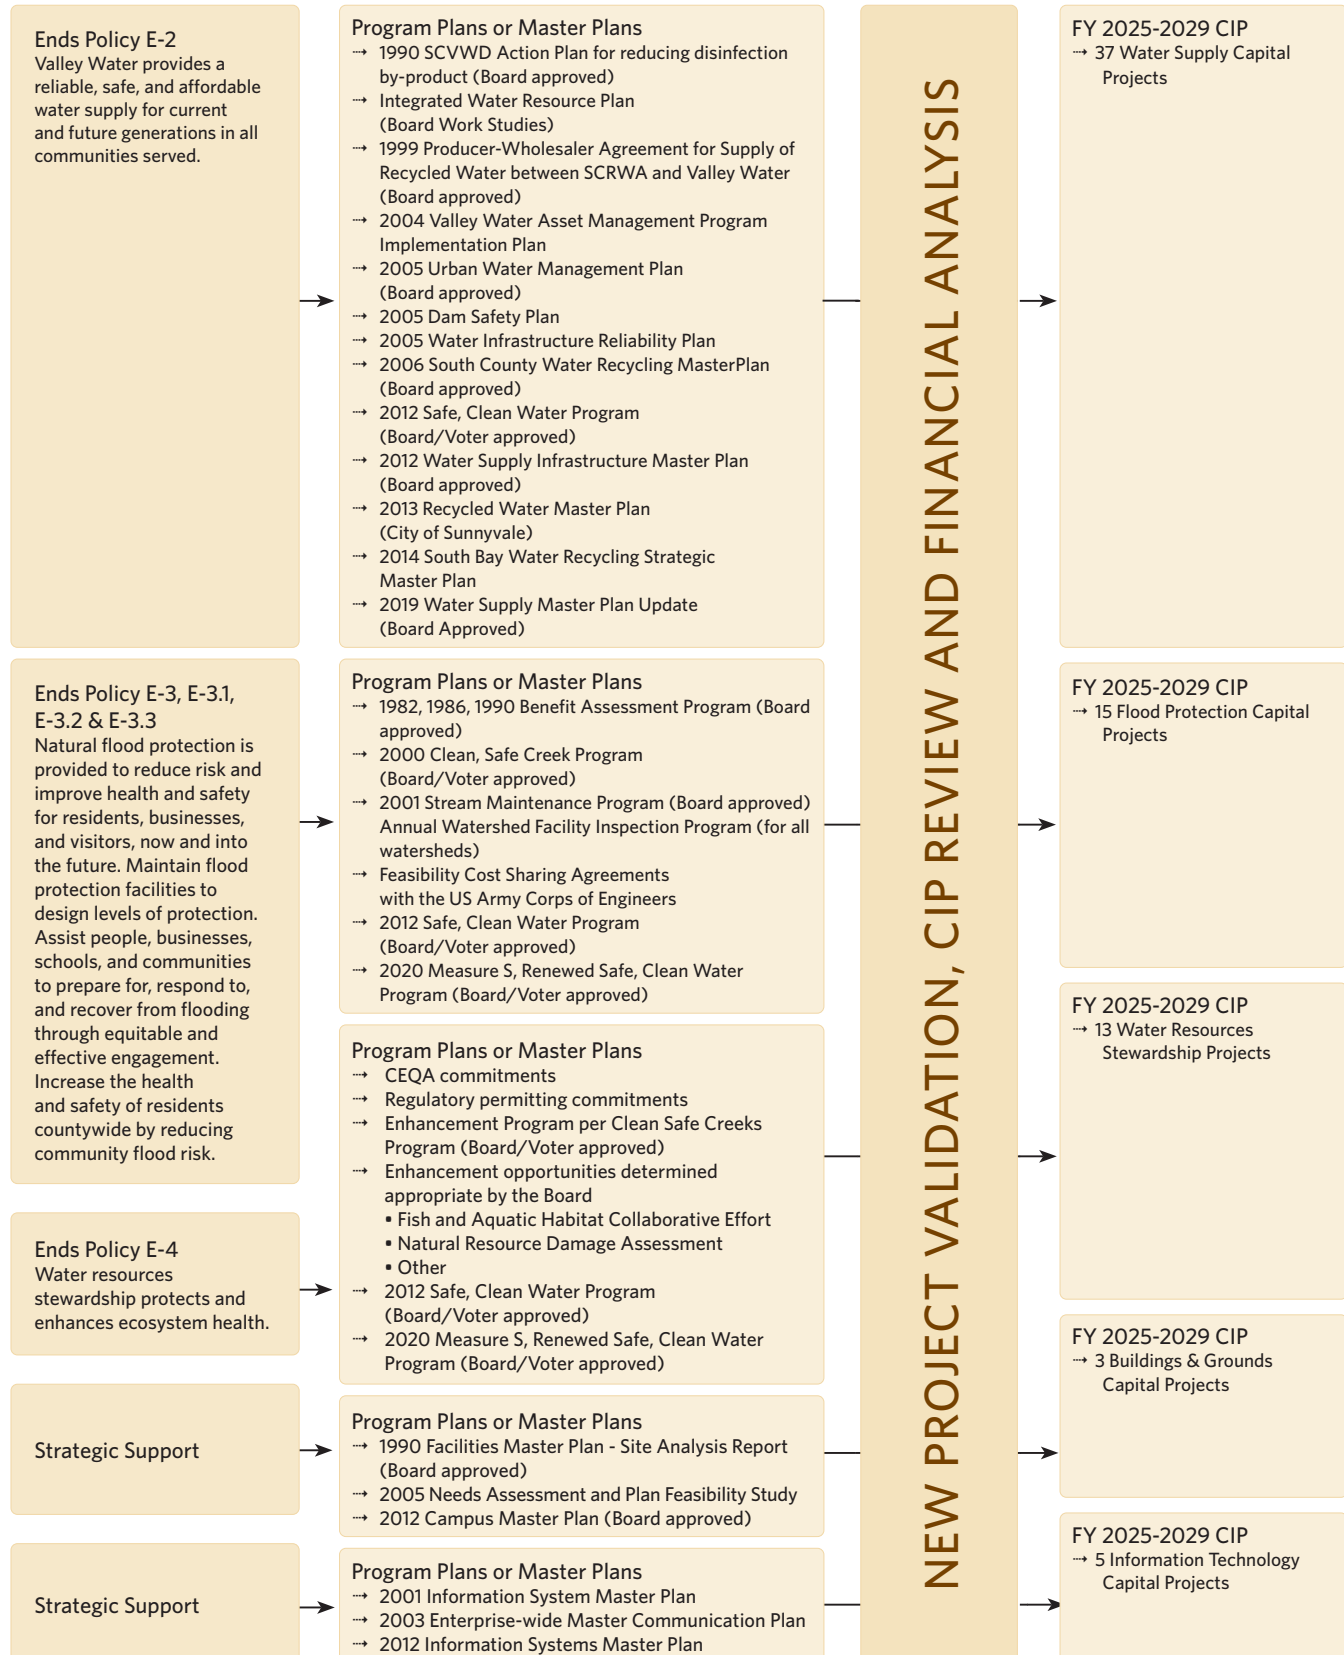 Ends Policy E-2
Valley Water provides a
reliable, safe, and affordable
water supply for current
and future generations in all
communities served.
Program Plans or Master Plans
⤑ 1990 SCVWD Action Plan for reducing disinfection
by-product (Board approved)
⤑ Integrated Water Resource Plan
(Board Work Studies)
⤑ 1999 Producer-Wholesaler Agreement for Supply of
Recycled Water between SCRWA and Valley Water
(Board approved)
⤑ 2004 Valley Water Asset Management Program
Implementation Plan
⤑ 2005 Urban Water Management Plan
(Board approved)
⤑ 2005 Dam Safety Plan
⤑ 2005 Water Infrastructure Reliability Plan
⤑ 2006 South County Water Recycling MasterPlan
(Board approved)
⤑ 2012 Safe, Clean Water Program
(Board/Voter approved)
⤑ 2012 Water Supply Infrastructure Master Plan
(Board approved)
⤑ 2013 Recycled Water Master Plan
(City of Sunnyvale)
⤑ 2014 South Bay Water Recycling Strategic
Master Plan
⤑ 2019 Water Supply Master Plan Update
(Board Approved)
NEW PROJECT VALIDATION, CIP REVIEW AND FINANCIAL ANALYSIS
FY 2025-2029 CIP
⤑ 37 Water Supply Capital
Projects
Ends Policy E-3, E-3.1,
E-3.2 & E-3.3
Natural flood protection is
provided to reduce risk and
improve health and safety
for residents, businesses,
and visitors, now and into
the future. Maintain flood
protection facilities to
design levels of protection.
Assist people, businesses,
schools, and communities
to prepare for, respond to,
and recover from flooding
through equitable and
effective engagement.
Increase the health
and safety of residents
countywide by reducing
community flood risk.
Program Plans or Master Plans
⤑ 1982, 1986, 1990 Benefit Assessment Program (Board
approved)
⤑ 2000 Clean, Safe Creek Program
(Board/Voter approved)
⤑ 2001 Stream Maintenance Program (Board approved)
Annual Watershed Facility Inspection Program (for all
watersheds)
⤑ Feasibility Cost Sharing Agreements
with the US Army Corps of Engineers
⤑ 2012 Safe, Clean Water Program
(Board/Voter approved)
⤑ 2020 Measure S, Renewed Safe, Clean Water
Program (Board/Voter approved)
FY 2025-2029 CIP
⤑ 15 Flood Protection Capital
Projects
Ends Policy E-4
Water resources
stewardship protects and
enhances ecosystem health.
Program Plans or Master Plans
⤑ CEQA commitments
⤑ Regulatory permitting commitments
⤑ Enhancement Program per Clean Safe Creeks
Program (Board/Voter approved)
⤑ Enhancement opportunities determined
appropriate by the Board
• Fish and Aquatic Habitat Collaborative Effort
• Natural Resource Damage Assessment
• Other
⤑ 2012 Safe, Clean Water Program
(Board/Voter approved)
⤑ 2020 Measure S, Renewed Safe, Clean Water
Program (Board/Voter approved)
FY 2025-2029 CIP
⤑ 13 Water Resources
Stewardship Projects
Strategic Support
Program Plans or Master Plans
⤑ 1990 Facilities Master Plan - Site Analysis Report
(Board approved)
⤑ 2005 Needs Assessment and Plan Feasibility Study
⤑ 2012 Campus Master Plan (Board approved)
FY 2025-2029 CIP
⤑ 3 Buildings & Grounds
Capital Projects
Strategic Support
Program Plans or Master Plans
⤑ 2001 Information System Master Plan
⤑ 2003 Enterprise-wide Master Communication Plan
⤑ 2012 Information Systems Master Plan
FY 2025-2029 CIP
⤑ 5 Information Technology
Capital Projects